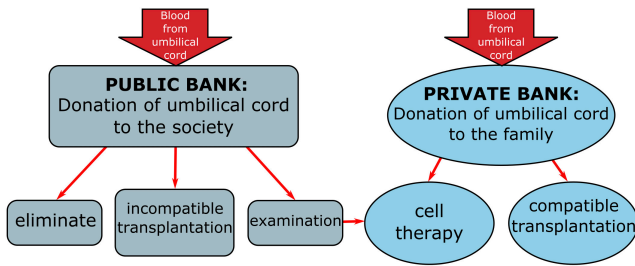 Blood
from
umbilical
cord
PUBLIC BANK:
Donation of umbilical cord
to the society
eliminate
incompatible
transplantation
examination
Blood
from
umbilical
cord
PRIVATE BANK:
Donation of umbilical cord
to the family
cell
therapy
compatible
transplantation